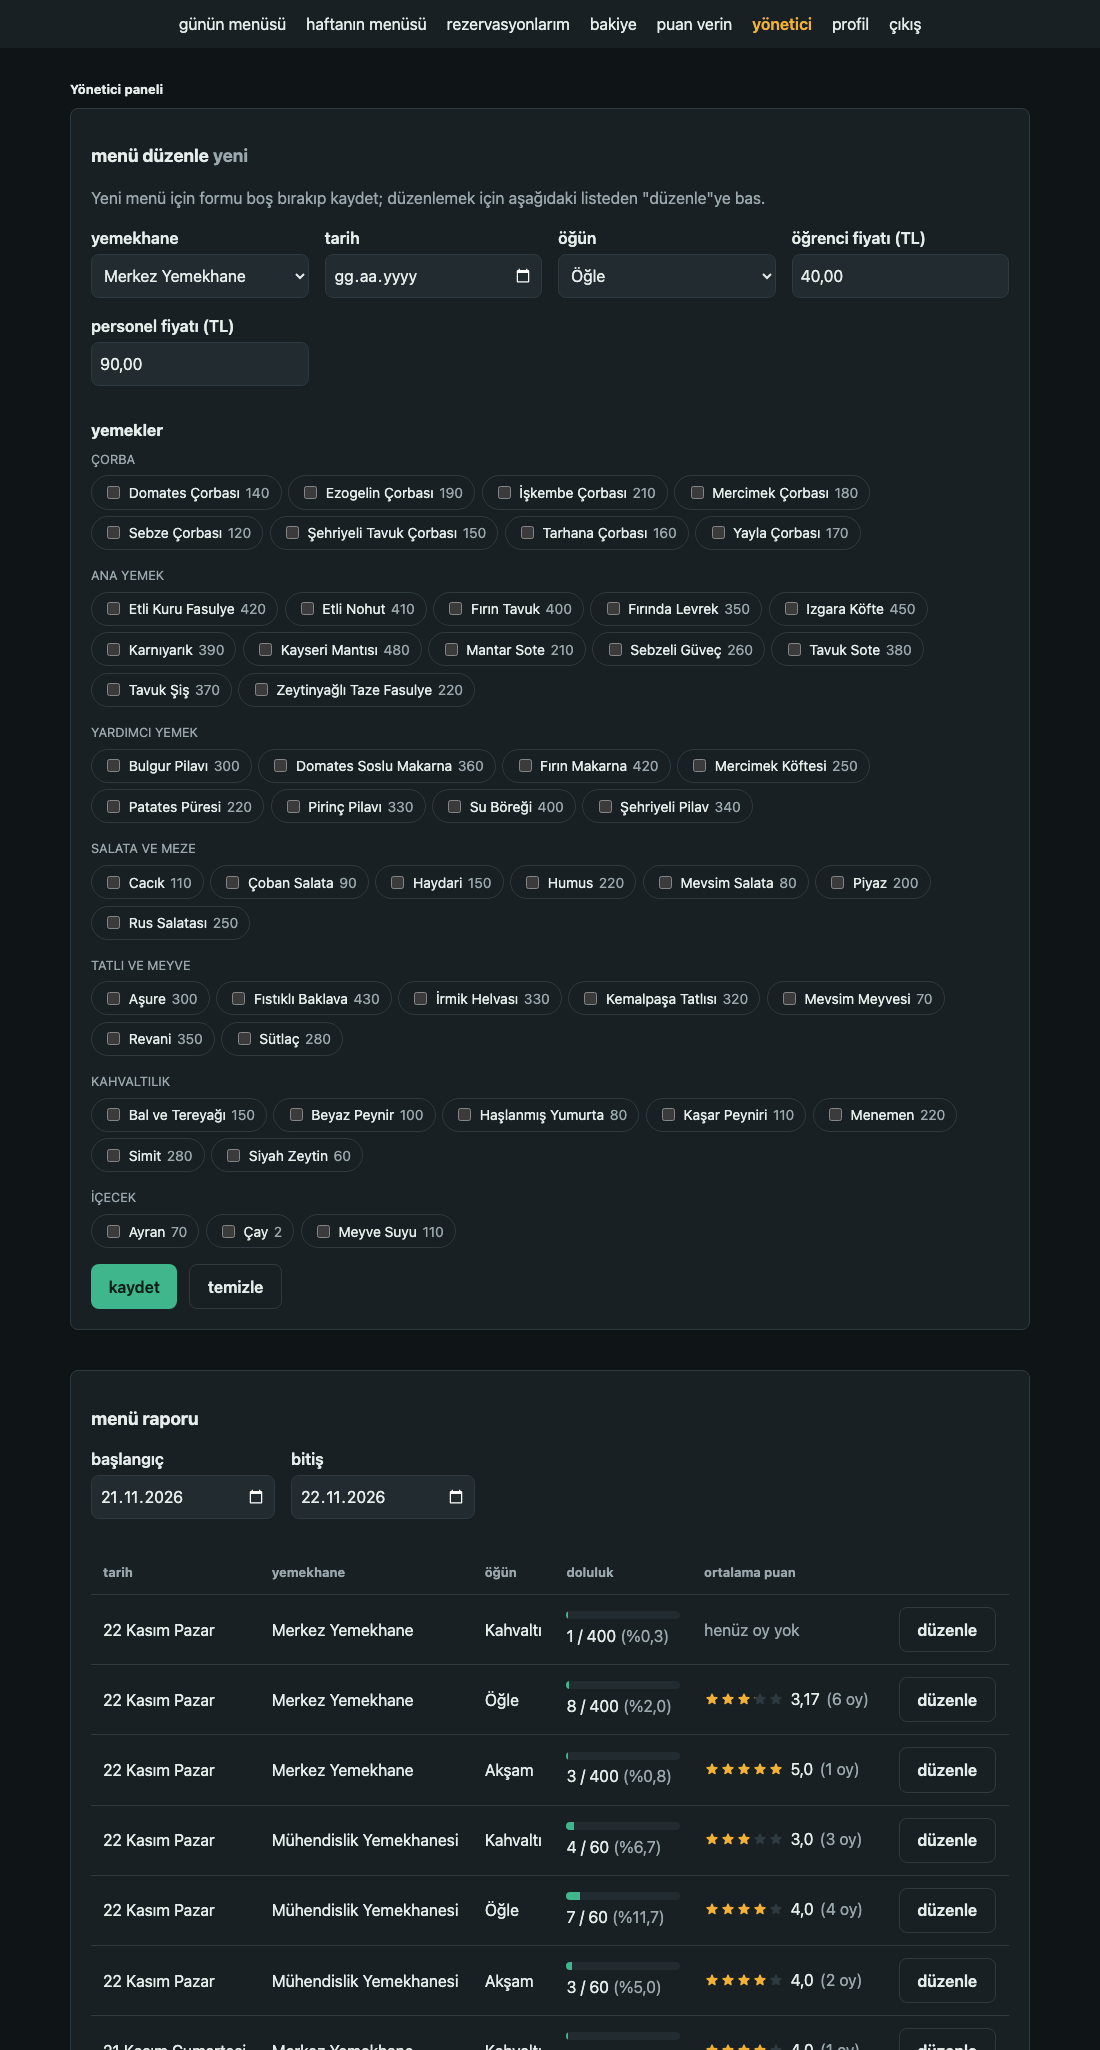 günün menüsü haftanın menüsü rezervasyonlarım bakiye puan verin yönetici profil çıkış
Yönetici paneli
menü düzenle yeni
Yeni menü için formu boş bırakıp kaydet; düzenlemek için aşağıdaki listeden "düzenle"ye bas.
yemekhane tarih öğün öğrenci fiyatı (TL)
Merkez Yemekhane gg.aa.yyyy Öğle 40,00
personel fiyatı (TL)
90,00
yemekler
ÇORBA
Domates Çorbası 140 Ezogelin Çorbası 190 İşkembe Çorbası 210 Mercimek Çorbası 180
Sebze Çorbası 120 Şehriyeli Tavuk Çorbası 150 Tarhana Çorbası 160 Yayla Çorbası 170
ANA YEMEK
Etli Kuru Fasulye 420 Etli Nohut 410 Fırın Tavuk 400 Fırında Levrek 350 Izgara Köfte 450
Karnıyarık 390 Kayseri Mantısı 480 Mantar Sote 210 Sebzeli Güveç 260 Tavuk Sote 380
Tavuk Şiş 370 Zeytinyağlı Taze Fasulye 220
YARDIMCI YEMEK
Bulgur Pilavı 300 Domates Soslu Makarna 360 Fırın Makarna 420 Mercimek Köftesi 250
Patates Püresi 220 Pirinç Pilavı 330 Su Böreği 400 Şehriyeli Pilav 340
SALATA VE MEZE
Cacık 110 Çoban Salata 90 Haydari 150 Humus 220 Mevsim Salata 80 Piyaz 200
Rus Salatası 250
TATLI VE MEYVE
Aşure 300 Fıstıklı Baklava 430 İrmik Helvası 330 Kemalpaşa Tatlısı 320 Mevsim Meyvesi 70
Revani 350 Sütlaç 280
KAHVALTILIK
Bal ve Tereyağı 150 Beyaz Peynir 100 Haşlanmış Yumurta 80 Kaşar Peyniri 110 Menemen 220
Simit 280 Siyah Zeytin 60
İÇECEK
Ayran 70 Çay 2 Meyve Suyu 110
kaydet temizle
menü raporu
başlangıç bitiş
21.11.2026 22.11.2026
tarih yemekhane öğün doluluk ortalama puan
22 Kasım Pazar Merkez Yemekhane Kahvaltı 1 / 400 (%0,3) henüz oy yok düzenle
22 Kasım Pazar Merkez Yemekhane Öğle 8 / 400 (%2,0) 3,17 (6 oy) düzenle
22 Kasım Pazar Merkez Yemekhane Akşam 3 / 400 (%0,8) 5,0 (1 oy) düzenle
22 Kasım Pazar Mühendislik Yemekhanesi Kahvaltı 4 / 60 (%6,7) 3,0 (3 oy) düzenle
22 Kasım Pazar Mühendislik Yemekhanesi Öğle 7 / 60 (%11,7) 4,0 (4 oy) düzenle
22 Kasım Pazar Mühendislik Yemekhanesi Akşam 3 / 60 (%5,0) 4,0 (2 oy) düzenle
21 Kasım Cumartesi Merkez Yemekhane Kahvaltı 4,0 (1 oy) düzenle